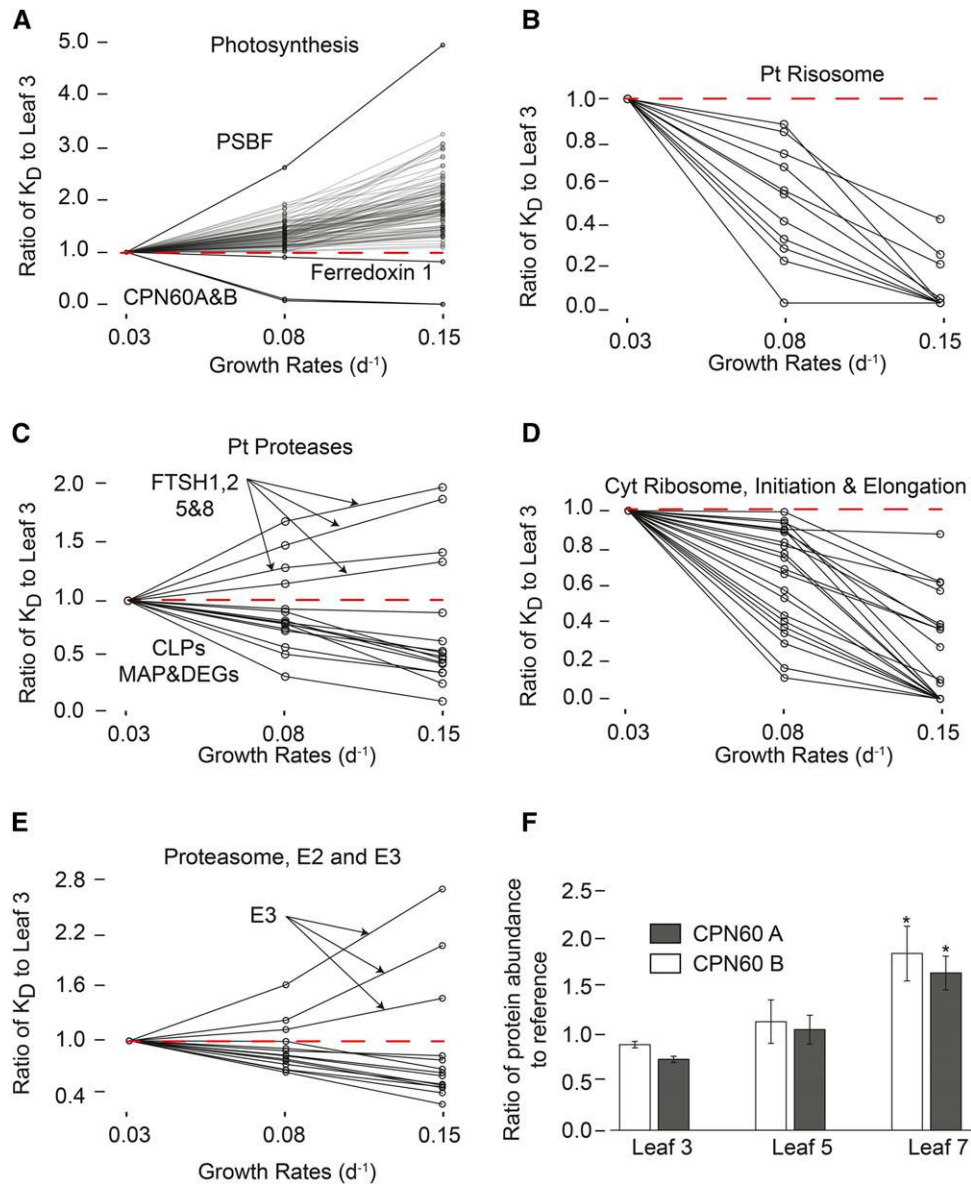 A
Photosynthesis
Ratio of KD to Leaf 3
5.0
4.0
3.0
2.0
1.0
0.0
PSBF
Ferredoxin 1
CPN60A&B
0.03 0.08 0.15
Growth Rates (d-1)
B
Pt Risosome
Ratio of KD to Leaf 3
1.0
0.8
0.6
0.4
0.2
0.0
0.03 0.08 0.15
Growth Rates (d-1)
C
Pt Proteases
Ratio of KD to Leaf 3
2.0
1.5
1.0
0.5
0.0
FTSH1,2
5&8
CLPs
MAP&DEGs
0.03 0.08 0.15
Growth Rates (d-1)
D
Cyt Ribosome, Initiation & Elongation
Ratio of KD to Leaf 3
1.0
0.8
0.6
0.4
0.2
0.0
0.03 0.08 0.15
Growth Rates (d-1)
E
Proteasome, E2 and E3
Ratio of KD to Leaf 3
2.8
2.2
1.6
1.0
0.4
E3
0.03 0.08 0.15
Growth Rates (d-1)
F
Ratio of protein abundance
to reference
2.5
2.0
1.5
1.0
0.5
0.0
CPN60 A
CPN60 B
* *
Leaf 3 Leaf 5 Leaf 7